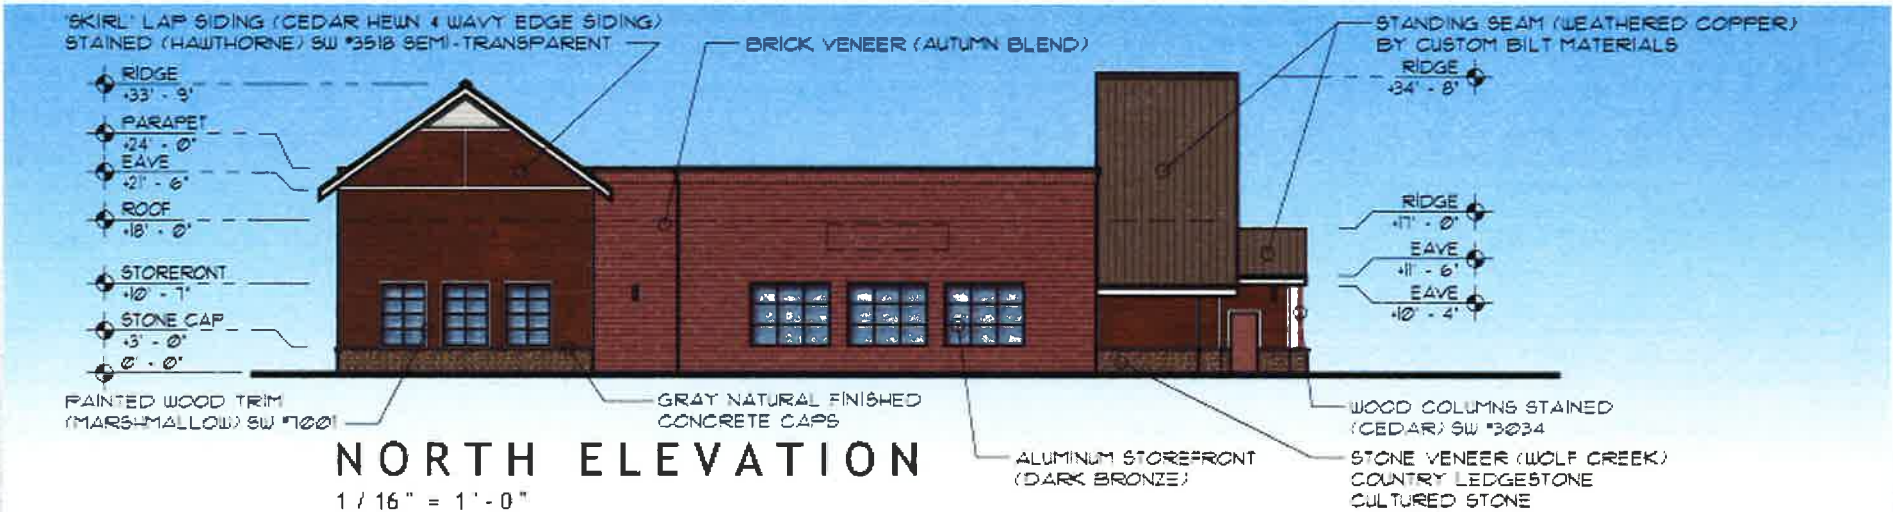 'SKIRL' LAP SIDING (CEDAR HEWN & WAVY EDGE SIDING)
STAINED (HAWTHORNE) SW #3518 SEMI-TRANSPARENT
BRICK VENEER (AUTUMN BLEND)
STANDING SEAM (WEATHERED COPPER)
BY CUSTOM BILT MATERIALS
RIDGE
+33' - 9"
PARAPET
+24' - 0"
EAVE
+21' - 6"
ROOF
+18' - 0"
STOREFRONT
+10' - 7"
STONE CAP
+3' - 0"
0' - 0"
RIDGE
+34' - 8"
RIDGE
+17' - 0"
EAVE
+11' - 6"
EAVE
+10' - 4"
PAINTED WOOD TRIM
(MARSHMALLOW) SW #7001
GRAY NATURAL FINISHED
CONCRETE CAPS
ALUMINUM STOREFRONT
(DARK BRONZE)
WOOD COLUMNS STAINED
(CEDAR) SW #3034
STONE VENEER (WOLF CREEK)
COUNTRY LEDGESTONE
CULTURED STONE
NORTH ELEVATION
1/16" = 1'-0"